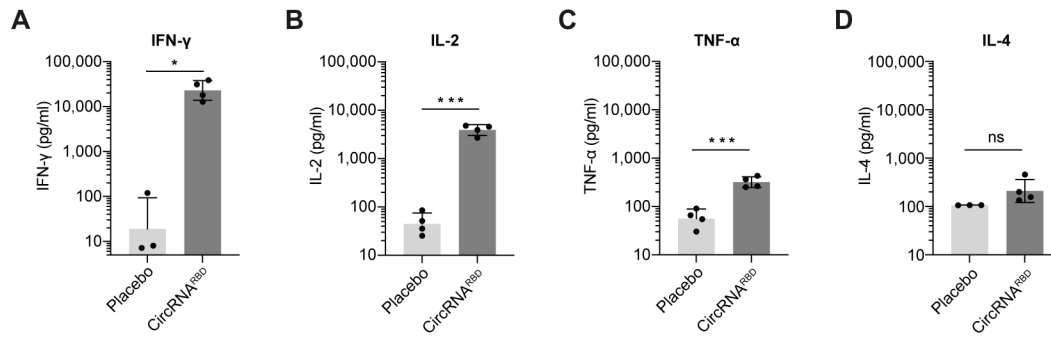 A
IFN-γ
100,000
10,000
1,000
100
10
IFN-γ (pg/ml)
*
Placebo
CircRNA^RBD
B
IL-2
100,000
10,000
1,000
100
10
IL-2 (pg/ml)
***
Placebo
CircRNA^RBD
C
TNF-α
100,000
10,000
1,000
100
10
TNF-α (pg/ml)
***
Placebo
CircRNA^RBD
D
IL-4
100,000
10,000
1,000
100
10
IL-4 (pg/ml)
ns
Placebo
CircRNA^RBD